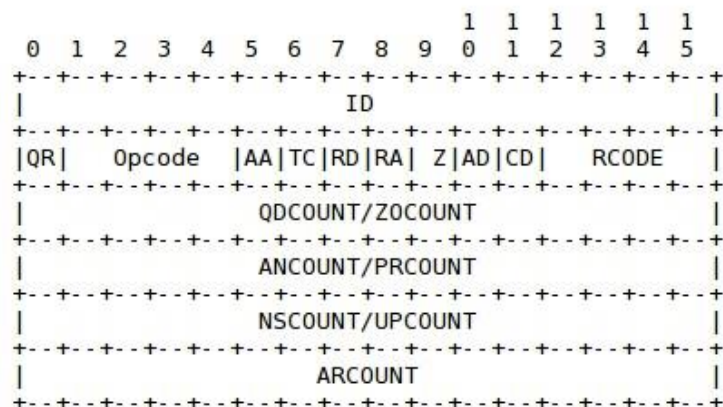 1  1  1  1  1  1
  0  1  2  3  4  5  6  7  8  9  0  1  2  3  4  5
+--+--+--+--+--+--+--+--+--+--+--+--+--+--+--+--+
|                      ID                       |
+--+--+--+--+--+--+--+--+--+--+--+--+--+--+--+--+
|QR|   Opcode  |AA|TC|RD|RA| Z|AD|CD|   RCODE   |
+--+--+--+--+--+--+--+--+--+--+--+--+--+--+--+--+
|                QDCOUNT/ZOCOUNT                |
+--+--+--+--+--+--+--+--+--+--+--+--+--+--+--+--+
|                ANCOUNT/PRCOUNT                |
+--+--+--+--+--+--+--+--+--+--+--+--+--+--+--+--+
|                NSCOUNT/UPCOUNT                |
+--+--+--+--+--+--+--+--+--+--+--+--+--+--+--+--+
|                    ARCOUNT                    |
+--+--+--+--+--+--+--+--+--+--+--+--+--+--+--+--+